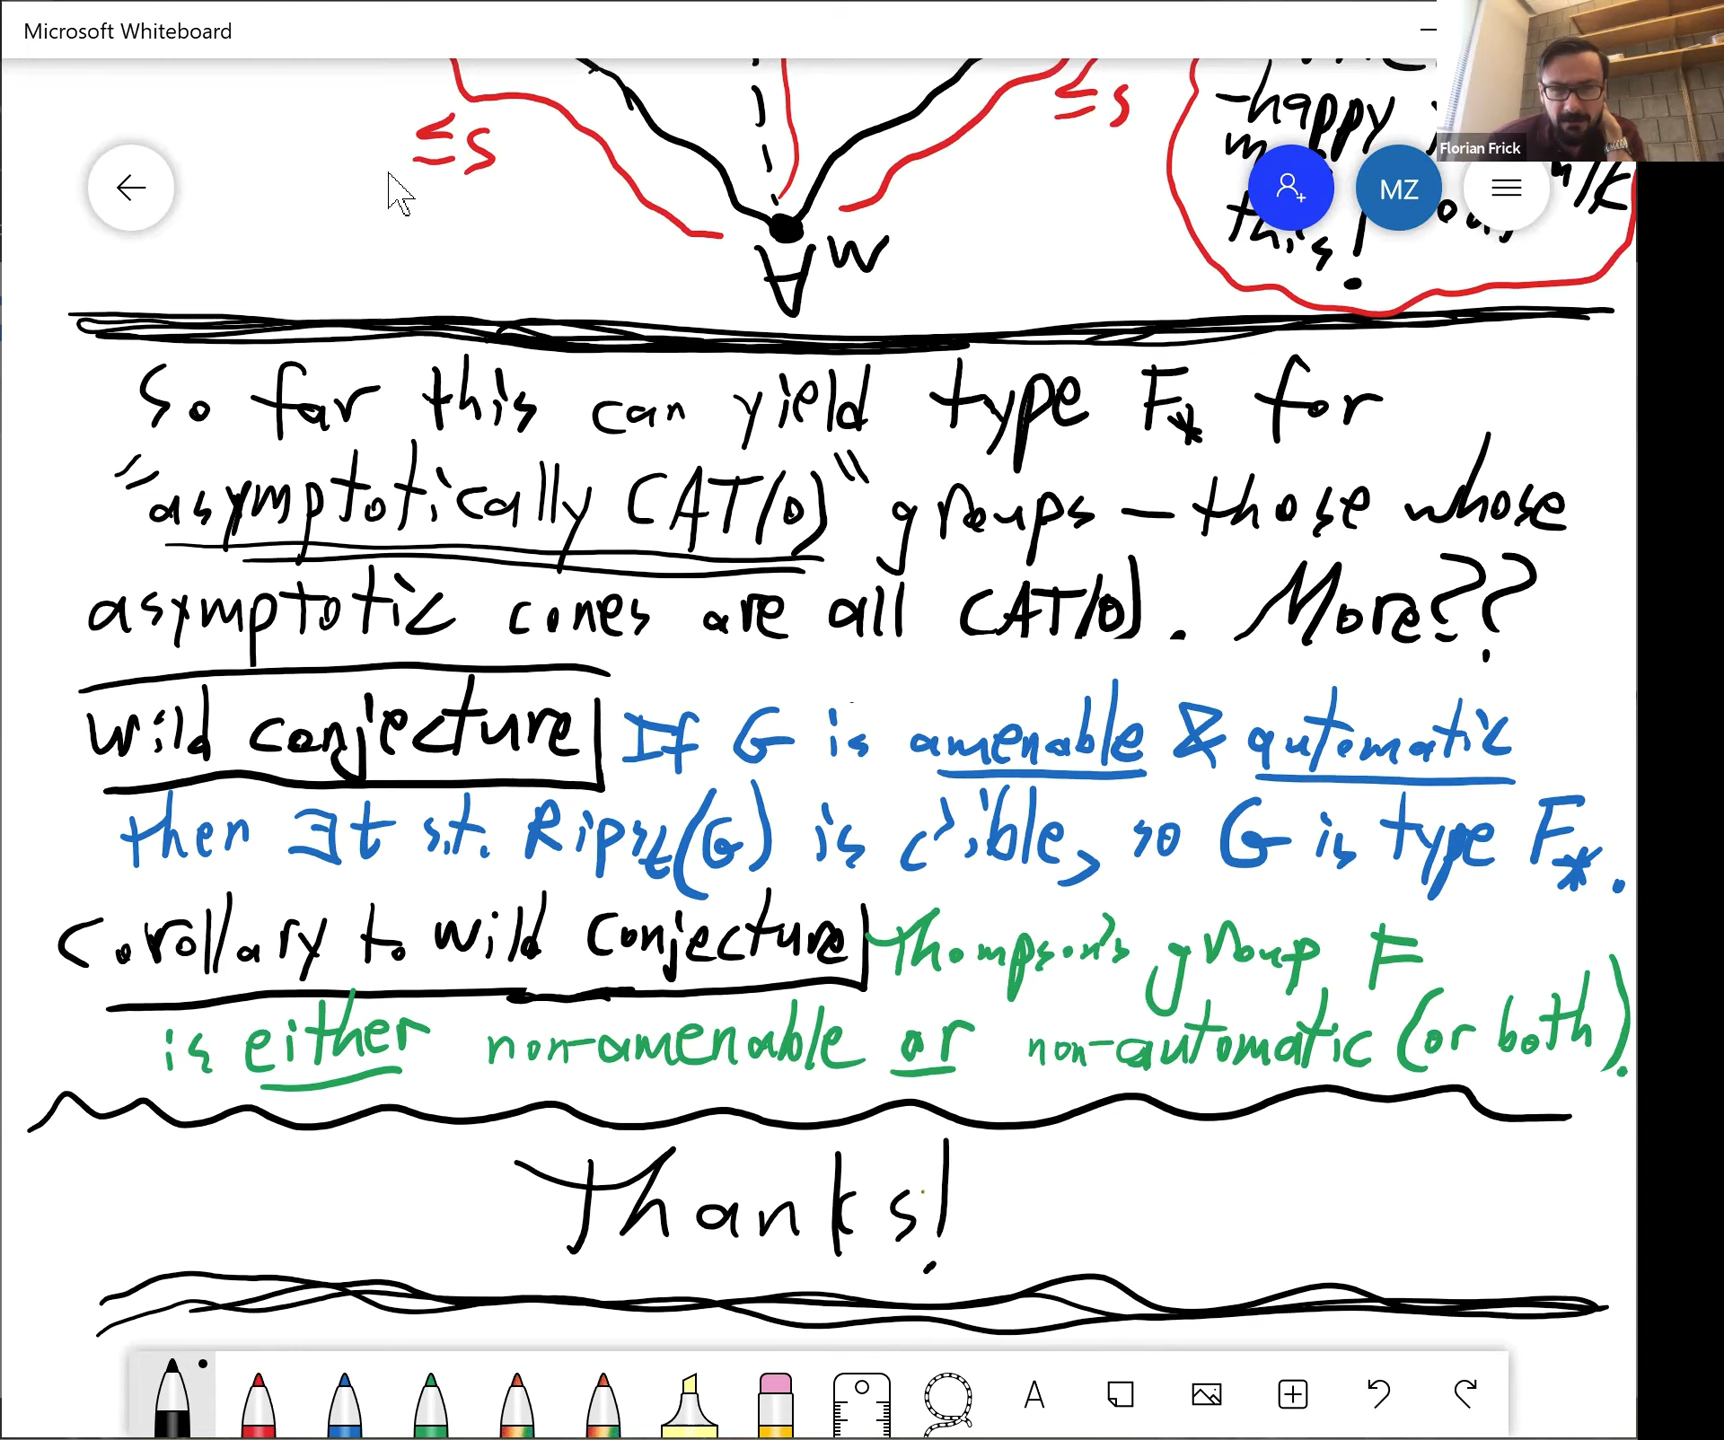 Microsoft Whiteboard
≤s
≤s
-happy
Florian Frick
MZ
this!
∀ w
So far this can yield type F* for
"asymptotically CAT(0)" groups – those whose
asymptotic cones are all CAT(0). More??
Wild conjecture If G is amenable & automatic
then ∃t s.t. Ripst(G) is c'ible, so G is type F*.
Corollary to Wild Conjecture Thompson's group F
is either non-amenable or non-automatic (or both).
Thanks!
A